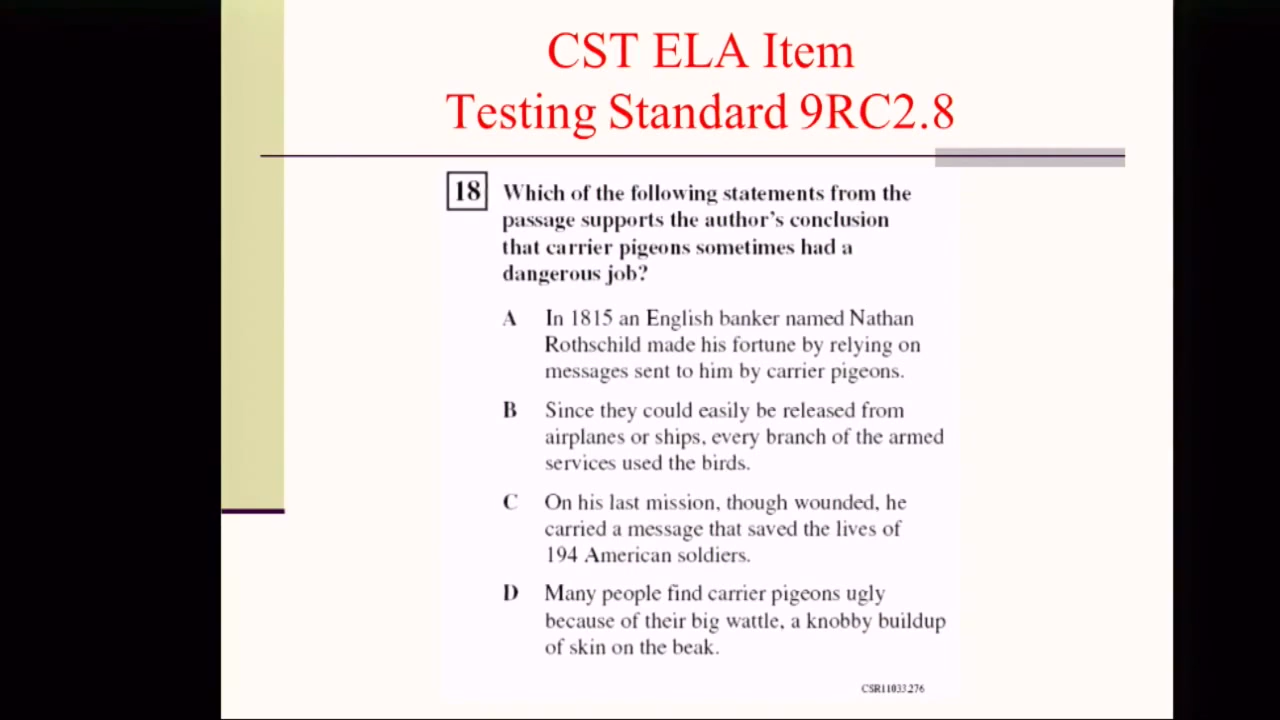 CST ELA Item
Testing Standard 9RC2.8
18 Which of the following statements from the
passage supports the author's conclusion
that carrier pigeons sometimes had a
dangerous job?
A In 1815 an English banker named Nathan
Rothschild made his fortune by relying on
messages sent to him by carrier pigeons.
B Since they could easily be released from
airplanes or ships, every branch of the armed
services used the birds.
C On his last mission, though wounded, he
carried a message that saved the lives of
194 American soldiers.
D Many people find carrier pigeons ugly
because of their big wattle, a knobby buildup
of skin on the beak.
CSR11033.276